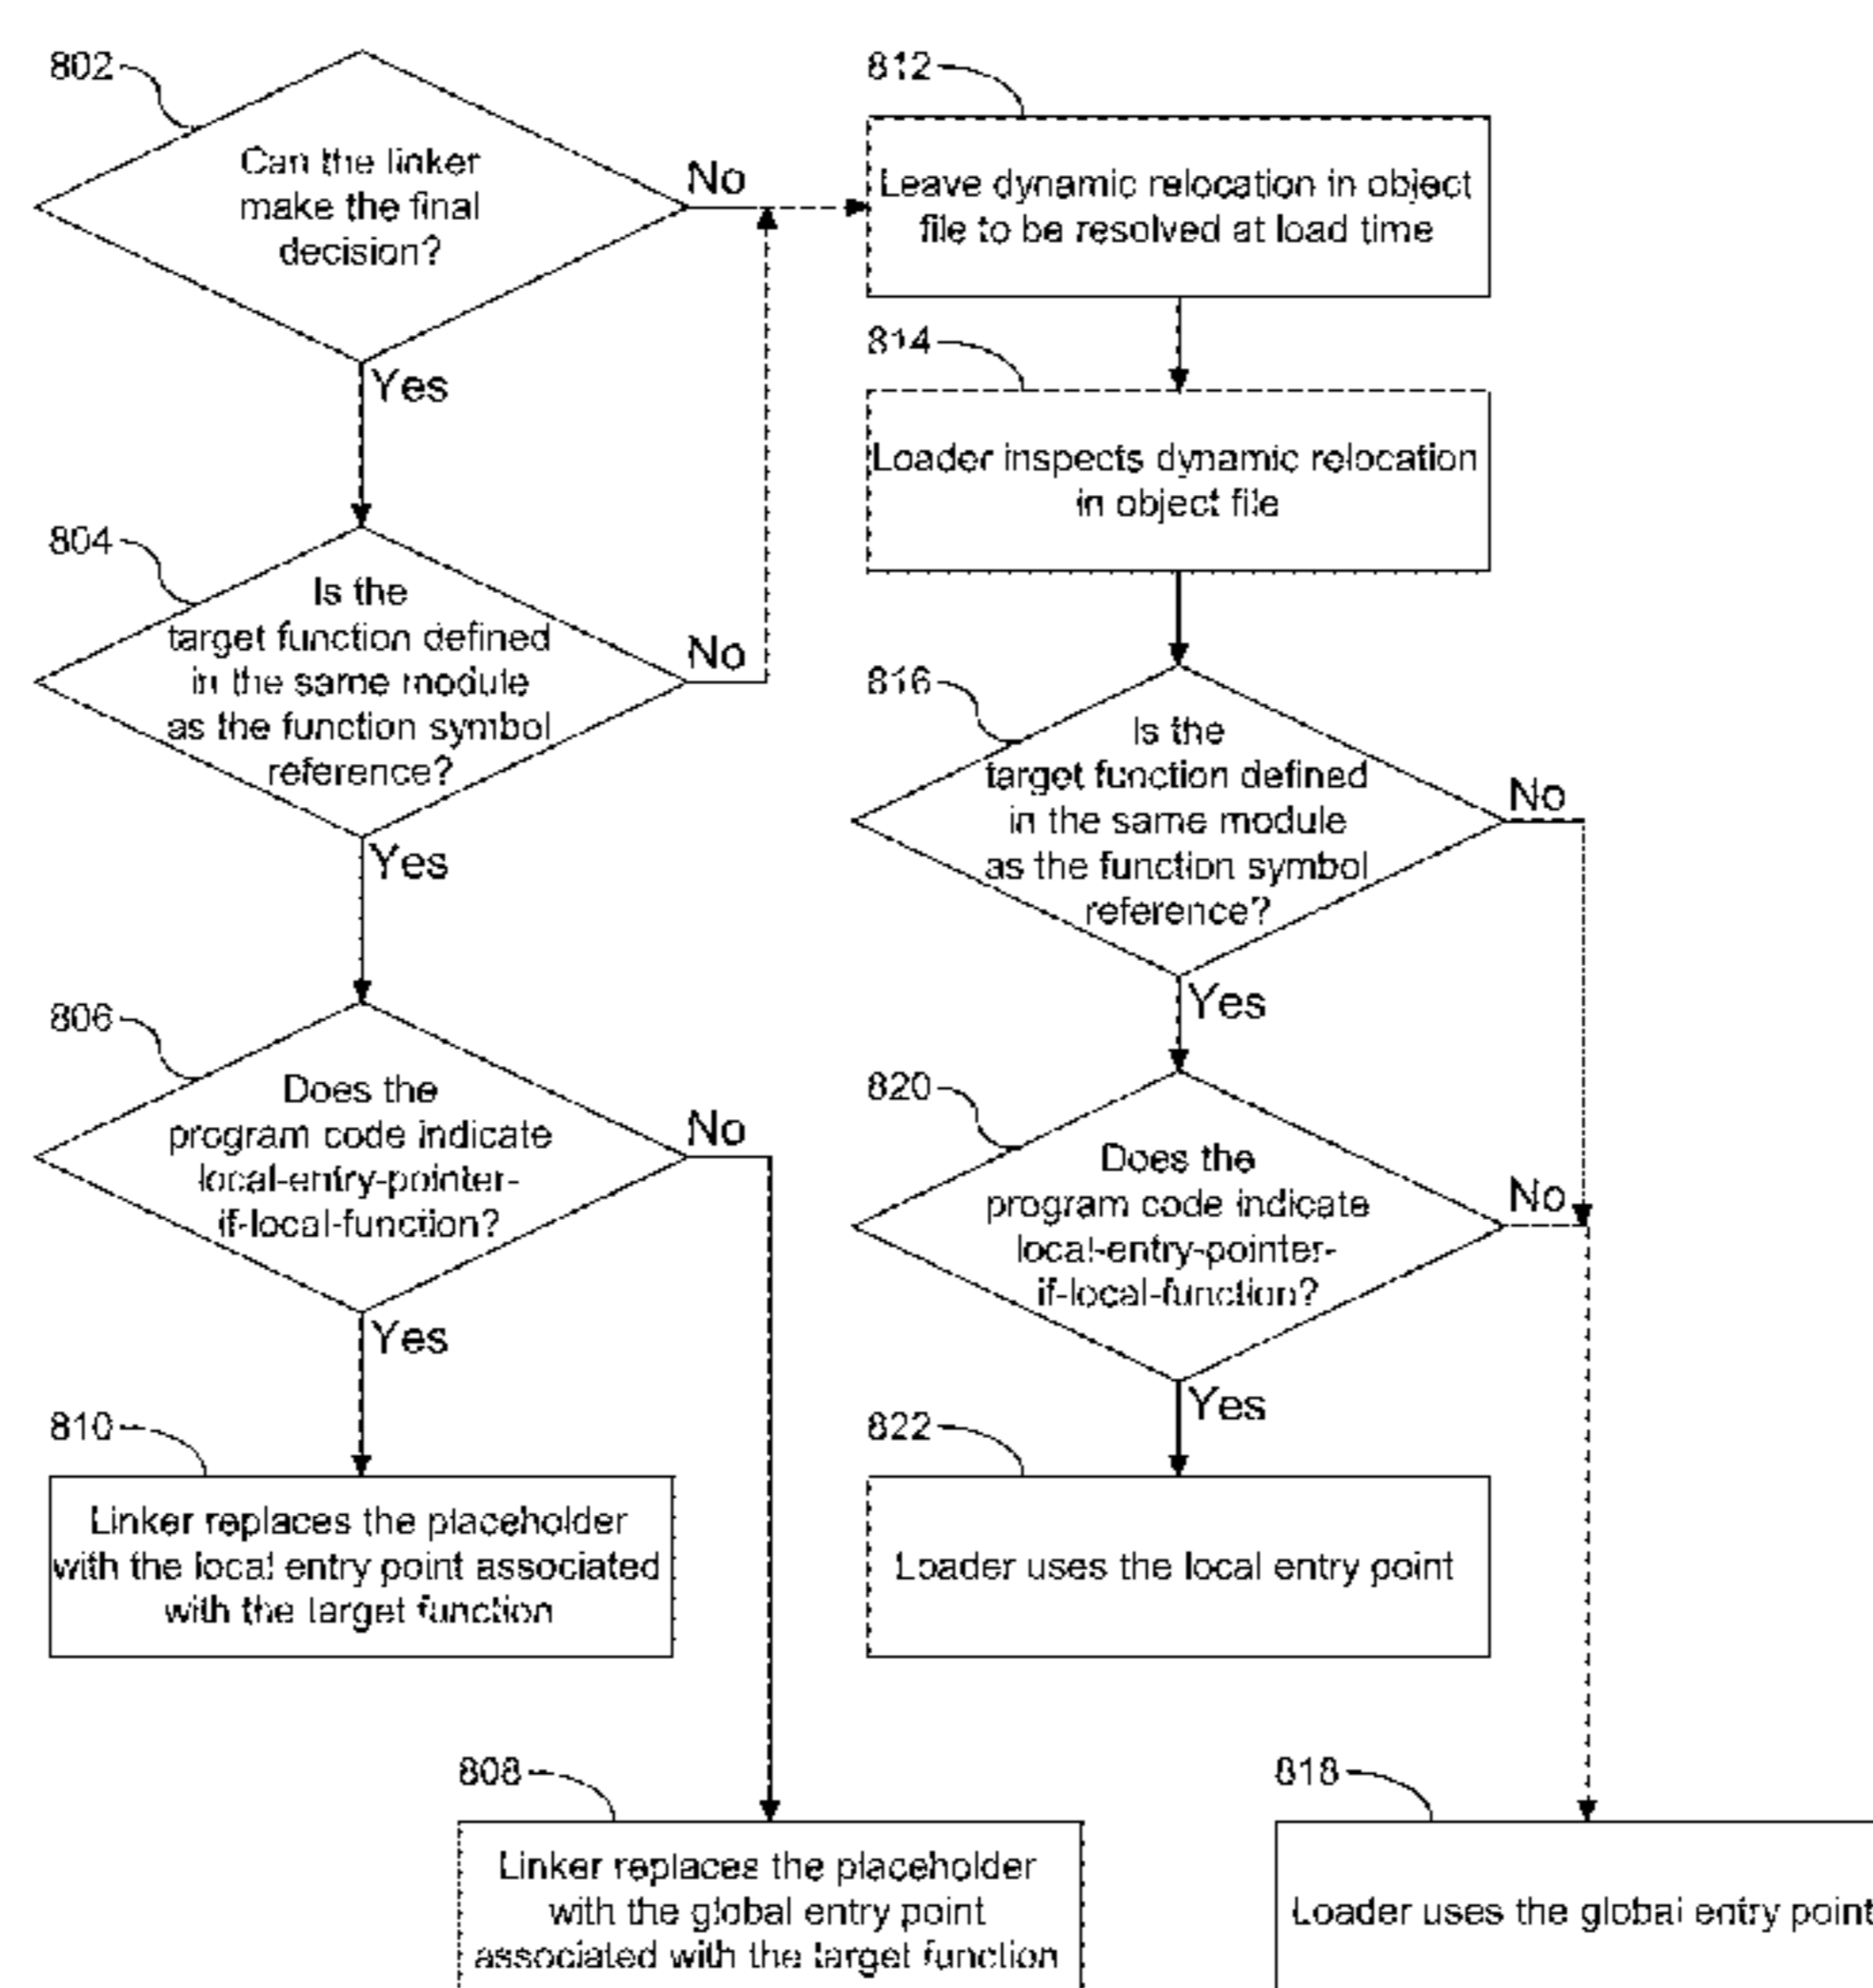 802
Can the linker
make the final
decision?
No
Yes
804
Is the
target function defined
in the same module
as the function symbol
reference?
No
Yes
806
Does the
program code indicate
local-entry-pointer-
if-local-function?
No
Yes
810
Linker replaces the placeholder
with the local entry point associated
with the target function
808
Linker replaces the placeholder
with the global entry point
associated with the target function
812
Leave dynamic relocation in object
file to be resolved at load time
814
Loader inspects dynamic relocation
in object file
816
Is the
target function defined
in the same module
as the function symbol
reference?
No
Yes
820
Does the
program code indicate
local-entry-pointer-
if-local-function?
No
Yes
822
Loader uses the local entry point
818
Loader uses the global entry point